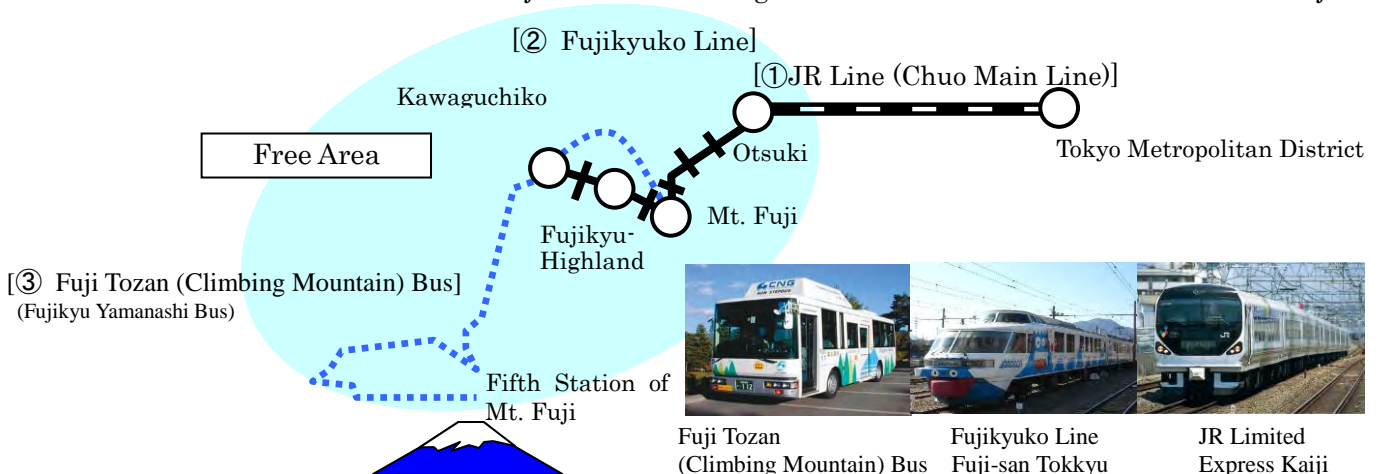 [② Fujikyuko Line]
[①JR Line (Chuo Main Line)]
Kawaguchiko
Free Area
Otsuki
Tokyo Metropolitan District
Mt. Fuji
Fujikyu-
Highland
[③ Fuji Tozan (Climbing Mountain) Bus]
(Fujikyu Yamanashi Bus)
CNG
NON-STEPBUS
Fifth Station of
Mt. Fuji
Fuji Tozan
(Climbing Mountain) Bus
Fujikyuko Line
Fuji-san Tokkyu
JR Limited
Express Kaiji